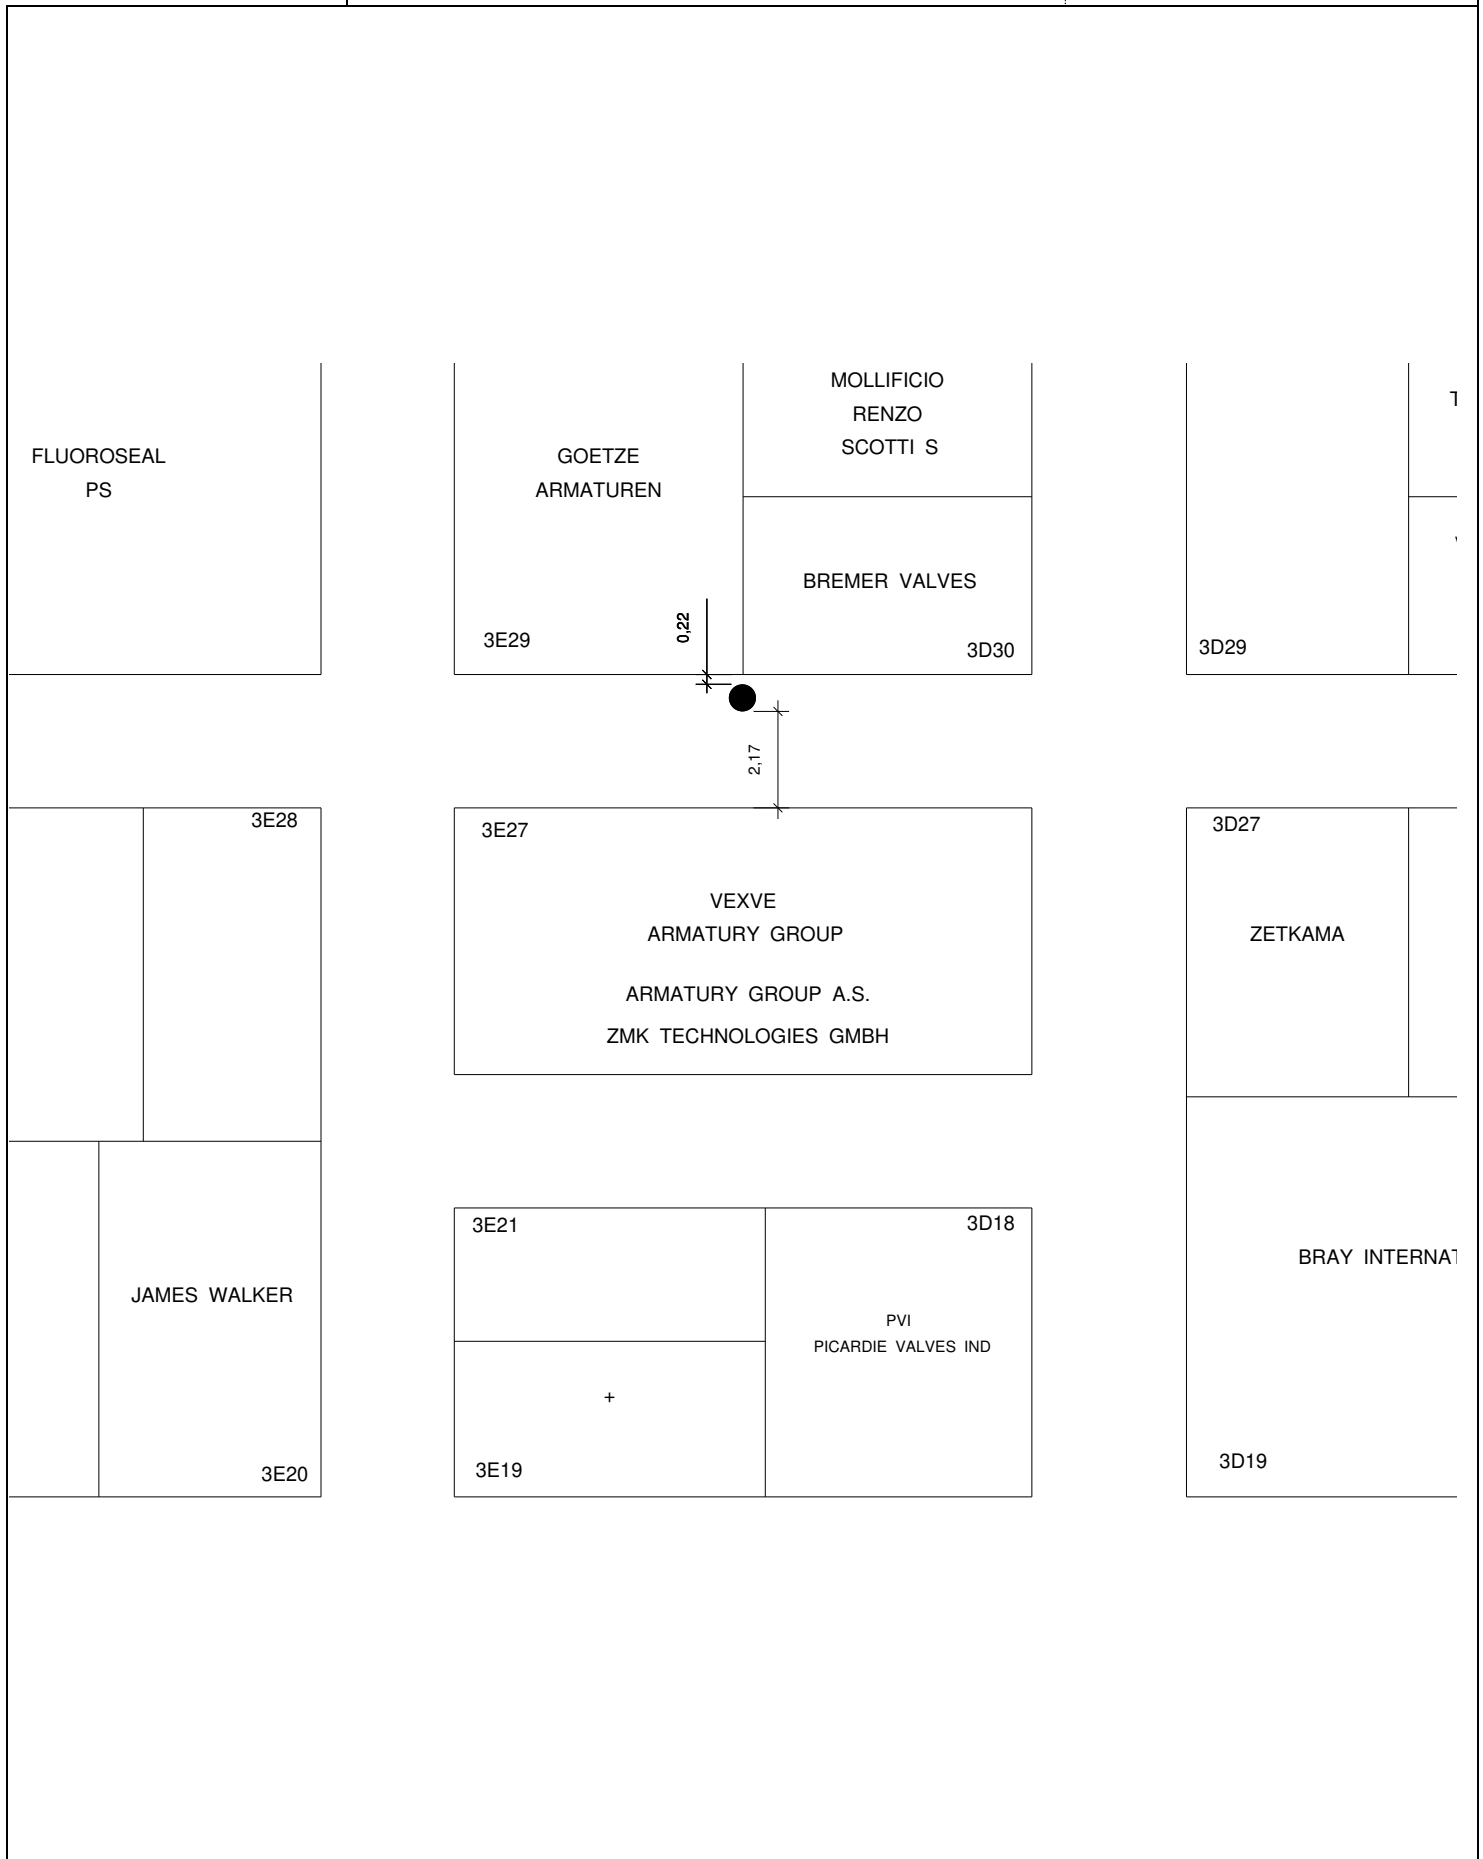 MOLLIFICIO
RENZO
SCOTTI S
T
FLUOROSEAL
PS
GOETZE
ARMATUREN
BREMER VALVES
0,22
3E29
3D30
3D29
2,17
3E28
3E27
3D27
VEXVE
ARMATURY GROUP
ZETKAMA
ARMATURY GROUP A.S.
ZMK TECHNOLOGIES GMBH
3E21
3D18
BRAY INTERNAT
JAMES WALKER
PVI
PICARDIE VALVES IND
+
3E20
3E19
3D19